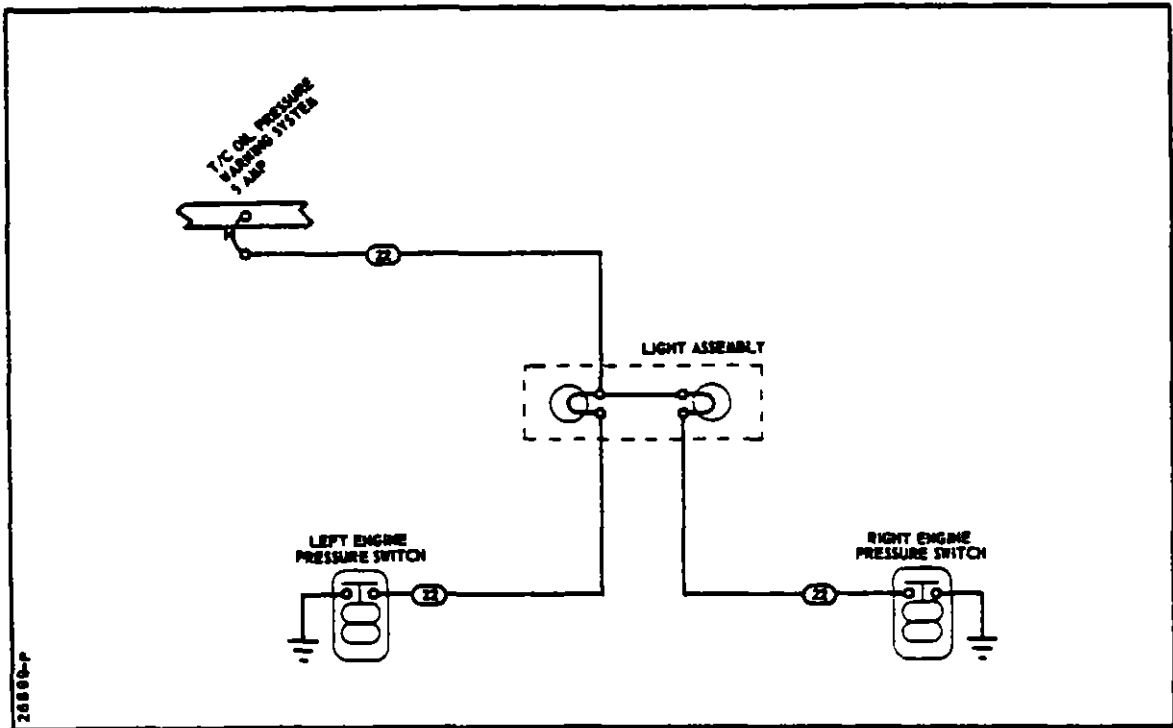 T/C OIL PRESSURE
WARNING SYSTEM
5 AMP
22
LIGHT ASSEMBLY
LEFT ENGINE
PRESSURE SWITCH
22
RIGHT ENGINE
PRESSURE SWITCH
22